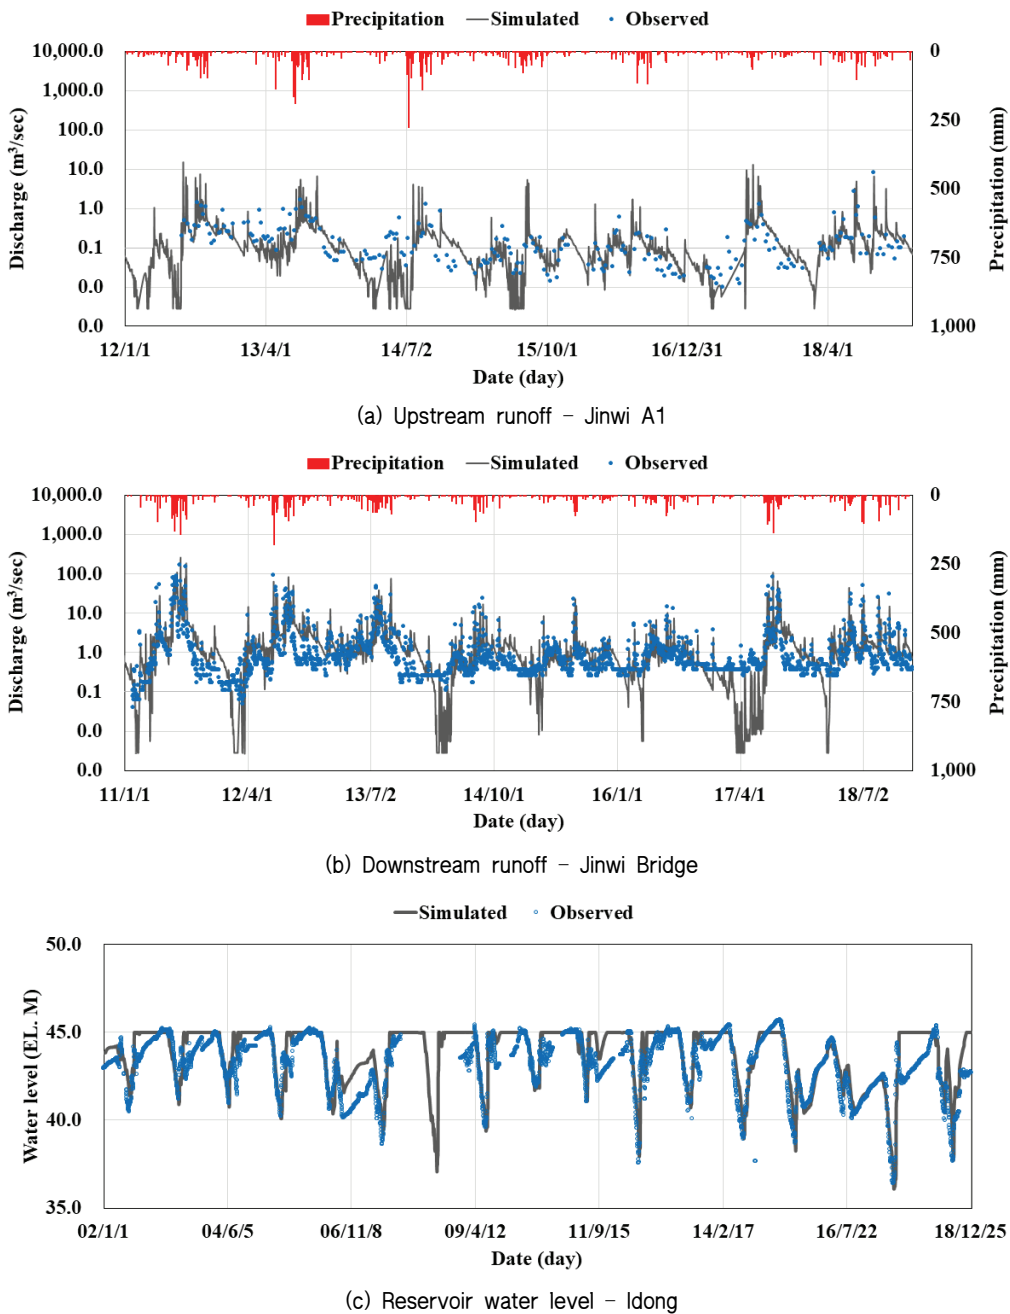 Precipitation Simulated Observed
10,000.0
1,000.0
100.0
10.0
1.0
0.1
0.0
0.0
Discharge (m³/sec)
0
250
500
750
1,000
Precipitation (mm)
12/1/1 13/4/1 14/7/2 15/10/1 16/12/31 18/4/1
Date (day)
(a) Upstream runoff - Jinwi A1
Precipitation Simulated Observed
10,000.0
1,000.0
100.0
10.0
1.0
0.1
0.0
0.0
Discharge (m³/sec)
0
250
500
750
1,000
Precipitation (mm)
11/1/1 12/4/1 13/7/2 14/10/1 16/1/1 17/4/1 18/7/2
Date (day)
(b) Downstream runoff - Jinwi Bridge
Simulated Observed
50.0
45.0
40.0
35.0
Water level (EL. M)
02/1/1 04/6/5 06/11/8 09/4/12 11/9/15 14/2/17 16/7/22 18/12/25
Date (day)
(c) Reservoir water level - Idong